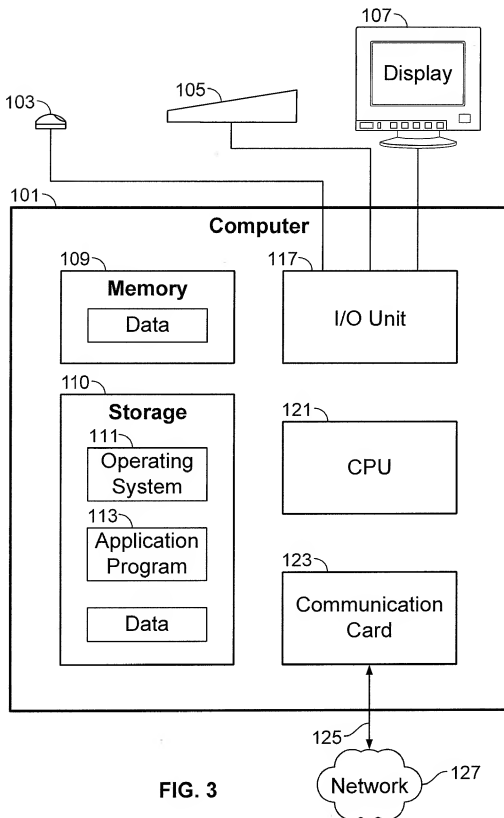 107
Display
105
103
101
Computer
109
Memory
Data
117
I/O Unit
110
Storage
111
Operating
System
113
Application
Program
Data
121
CPU
123
Communication
Card
125
Network
127
FIG. 3